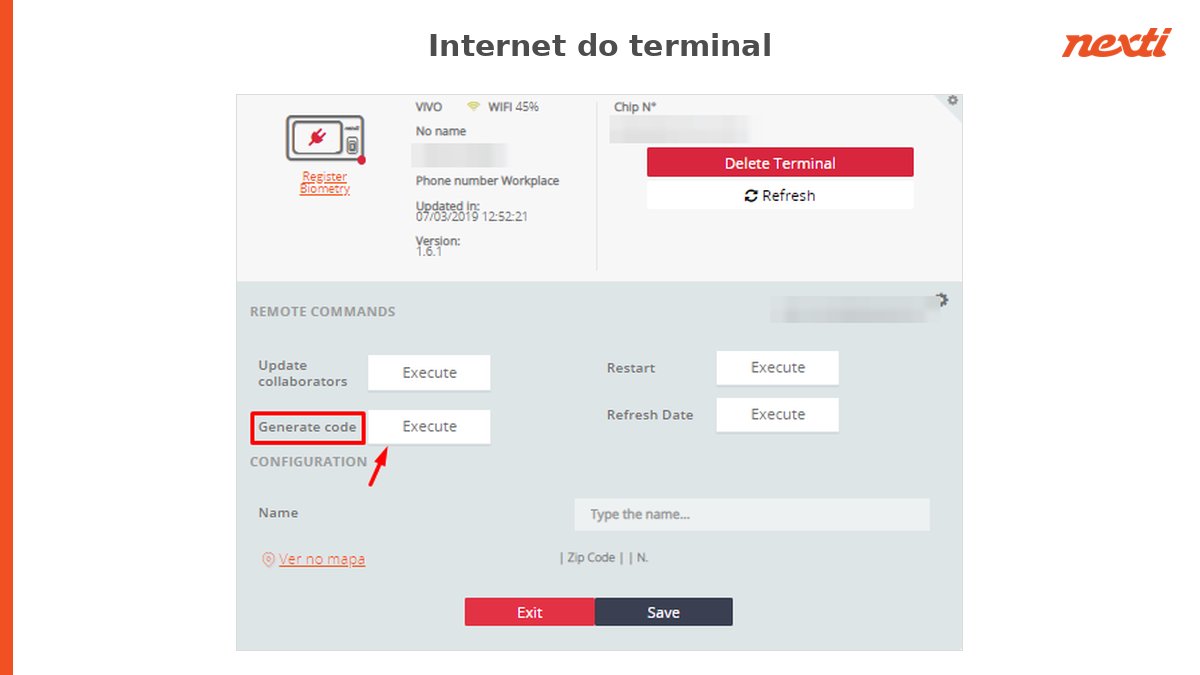 Internet do terminal
nexti
VIVO WIFI 45%
No name
Phone number Workplace
Updated in:
07/03/2019 12:52:21
Version:
1.6.1
Register
Biometry
Chip N°
Delete Terminal
Refresh
REMOTE COMMANDS
Update
collaborators
Execute
Restart
Execute
Generate code
Execute
Refresh Date
Execute
CONFIGURATION
Name
Type the name...
Ver no mapa
| Zip Code | | N.
Exit
Save